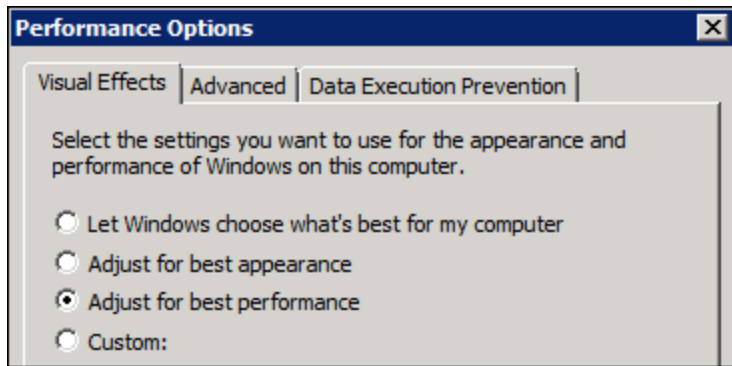 Performance Options
Visual Effects
Advanced
Data Execution Prevention
Select the settings you want to use for the appearance and
performance of Windows on this computer.
Let Windows choose what's best for my computer
Adjust for best appearance
Adjust for best performance
Custom: